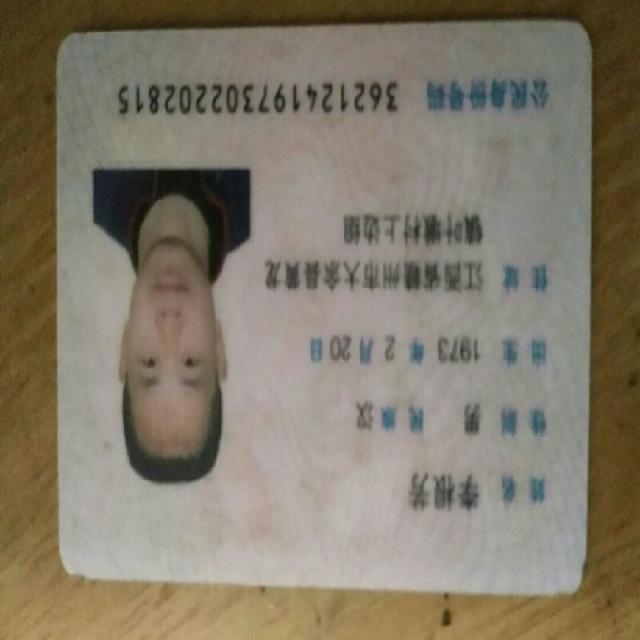 姓名 李根芳
性别 男 民族 汉
出生 1973 年 2 月 20 日
住址 江西省赣州市大余县黄龙
镇叶墩村上边组
公民身份号码 362124197302202815